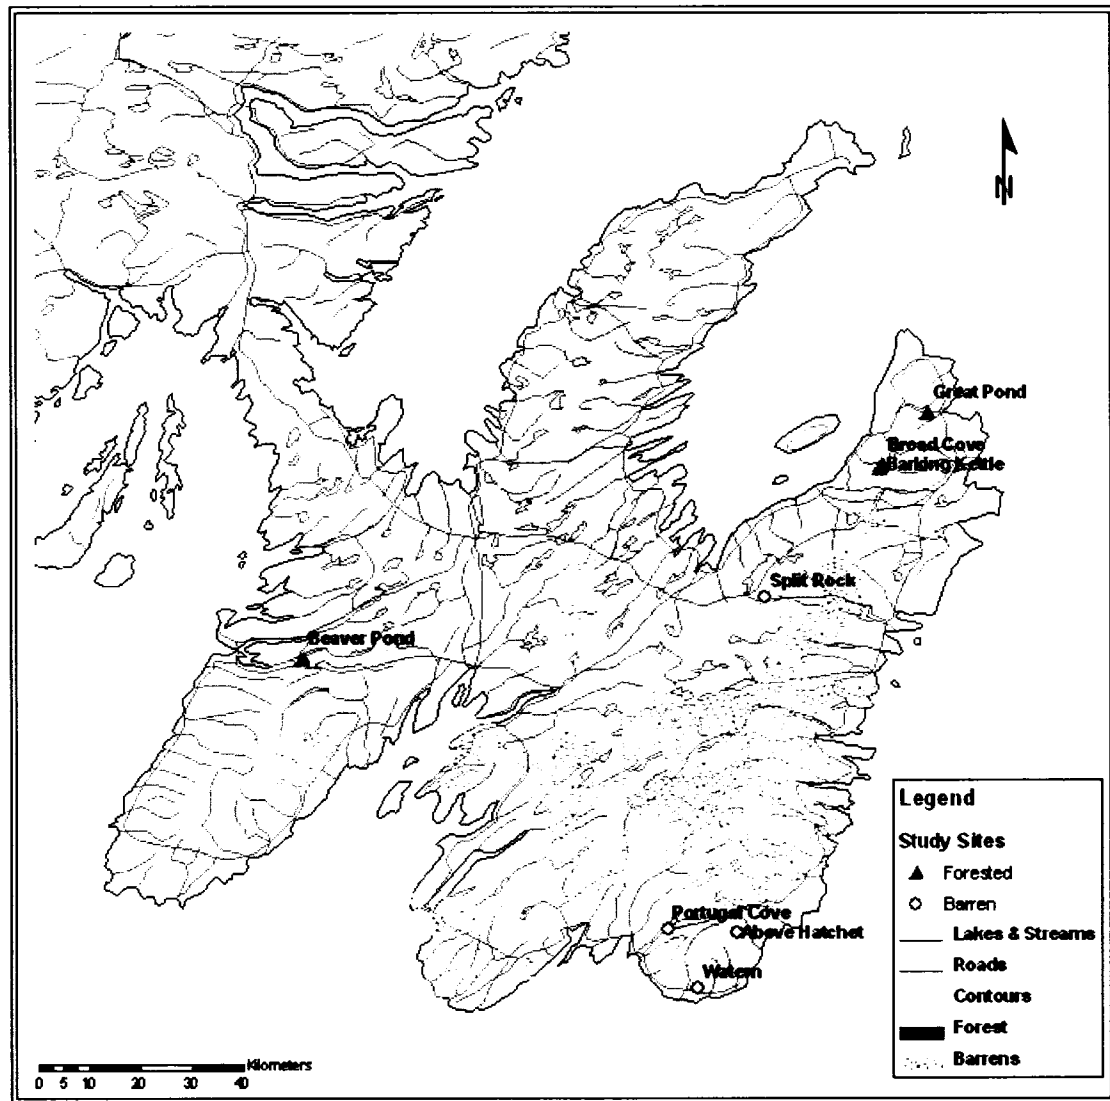 N
Great Pond
Broad Cove
Barking Kettle
Split Rock
Beaver Pond
Portugal Cove
Above Hatchet
Watern
Legend
Study Sites
Forested
Barren
Lakes & Streams
Roads
Contours
Forest
Barrens
Kilometers
0 5 10 20 30 40